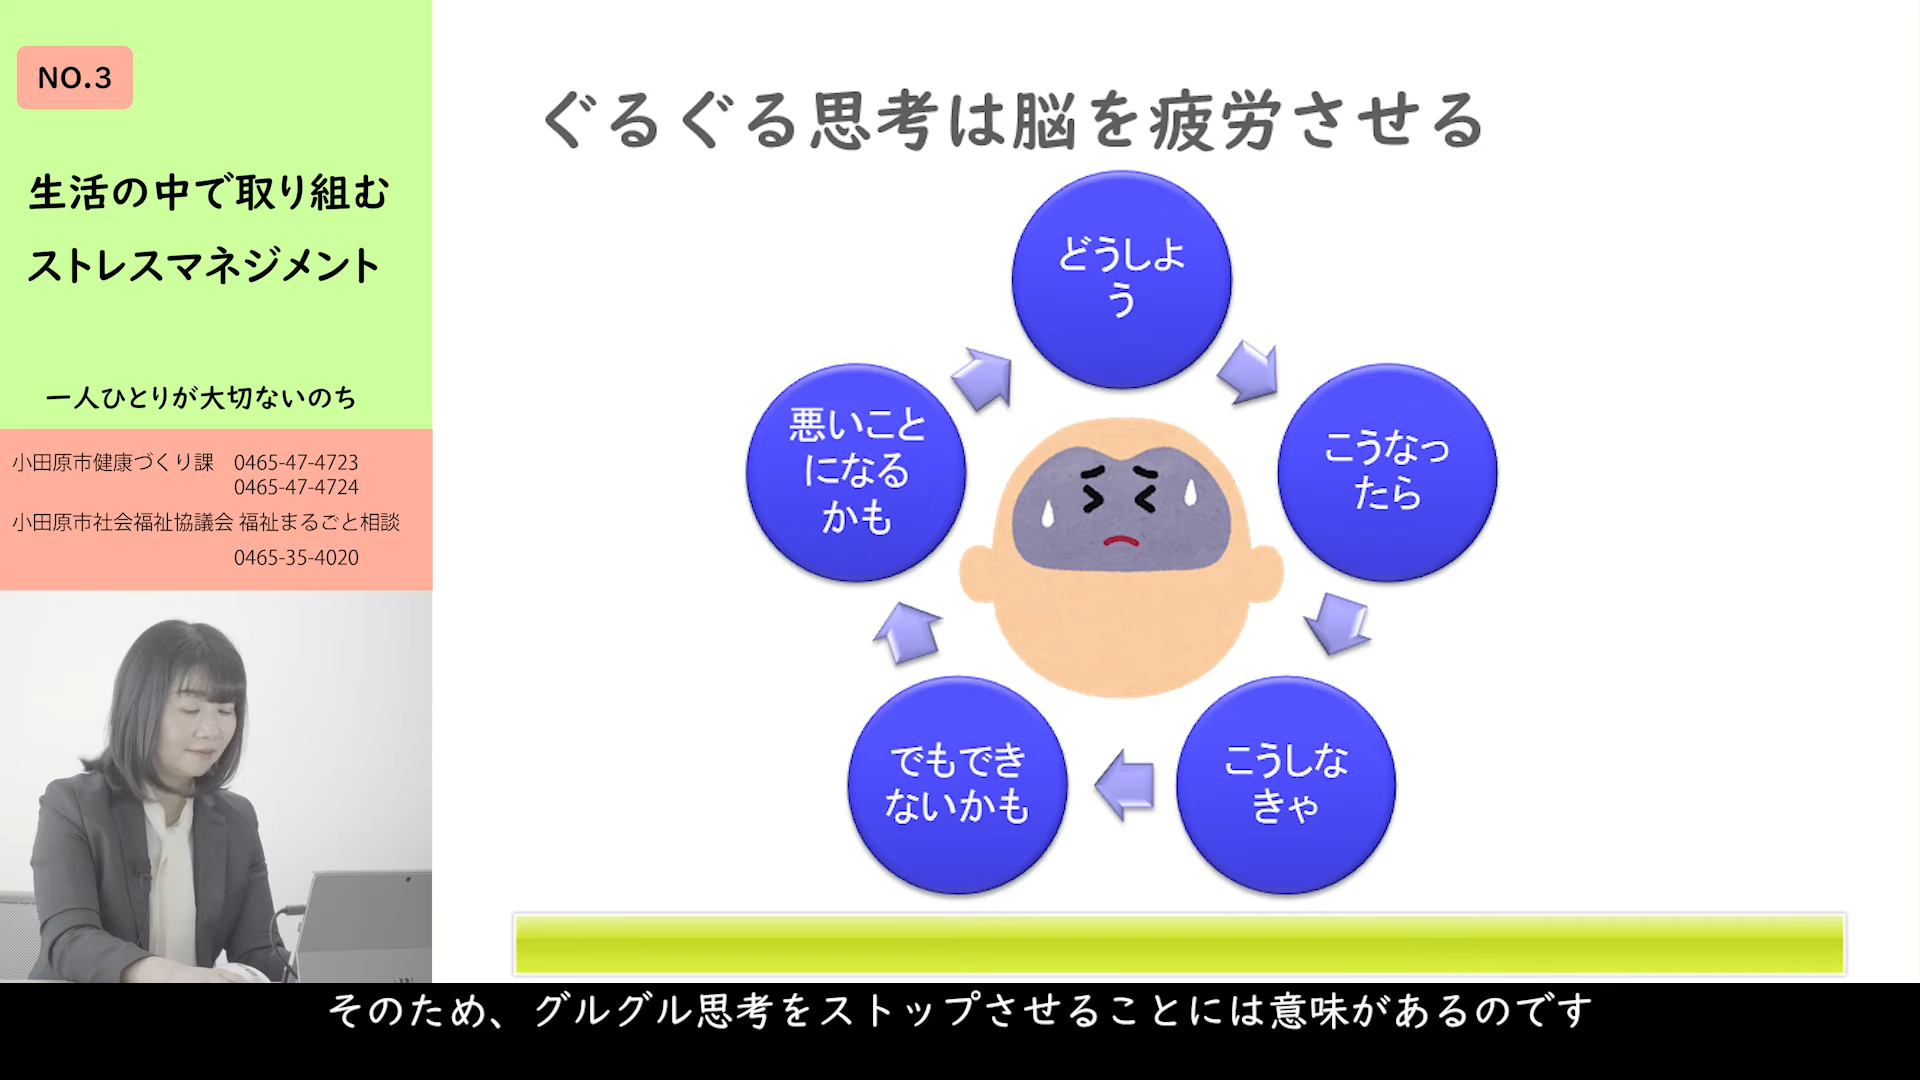 NO.3
生活の中で取り組む
ストレスマネジメント
一人ひとりが大切ないのち
小田原市健康づくり課 0465-47-4723
0465-47-4724
小田原市社会福祉協議会 福祉まるごと相談
0465-35-4020
ぐるぐる思考は脳を疲労させる
どうしよ
う
こうなっ
たら
こうしな
きゃ
でもでき
ないかも
悪いこと
になる
かも
そのため、グルグル思考をストップさせることには意味があるのです